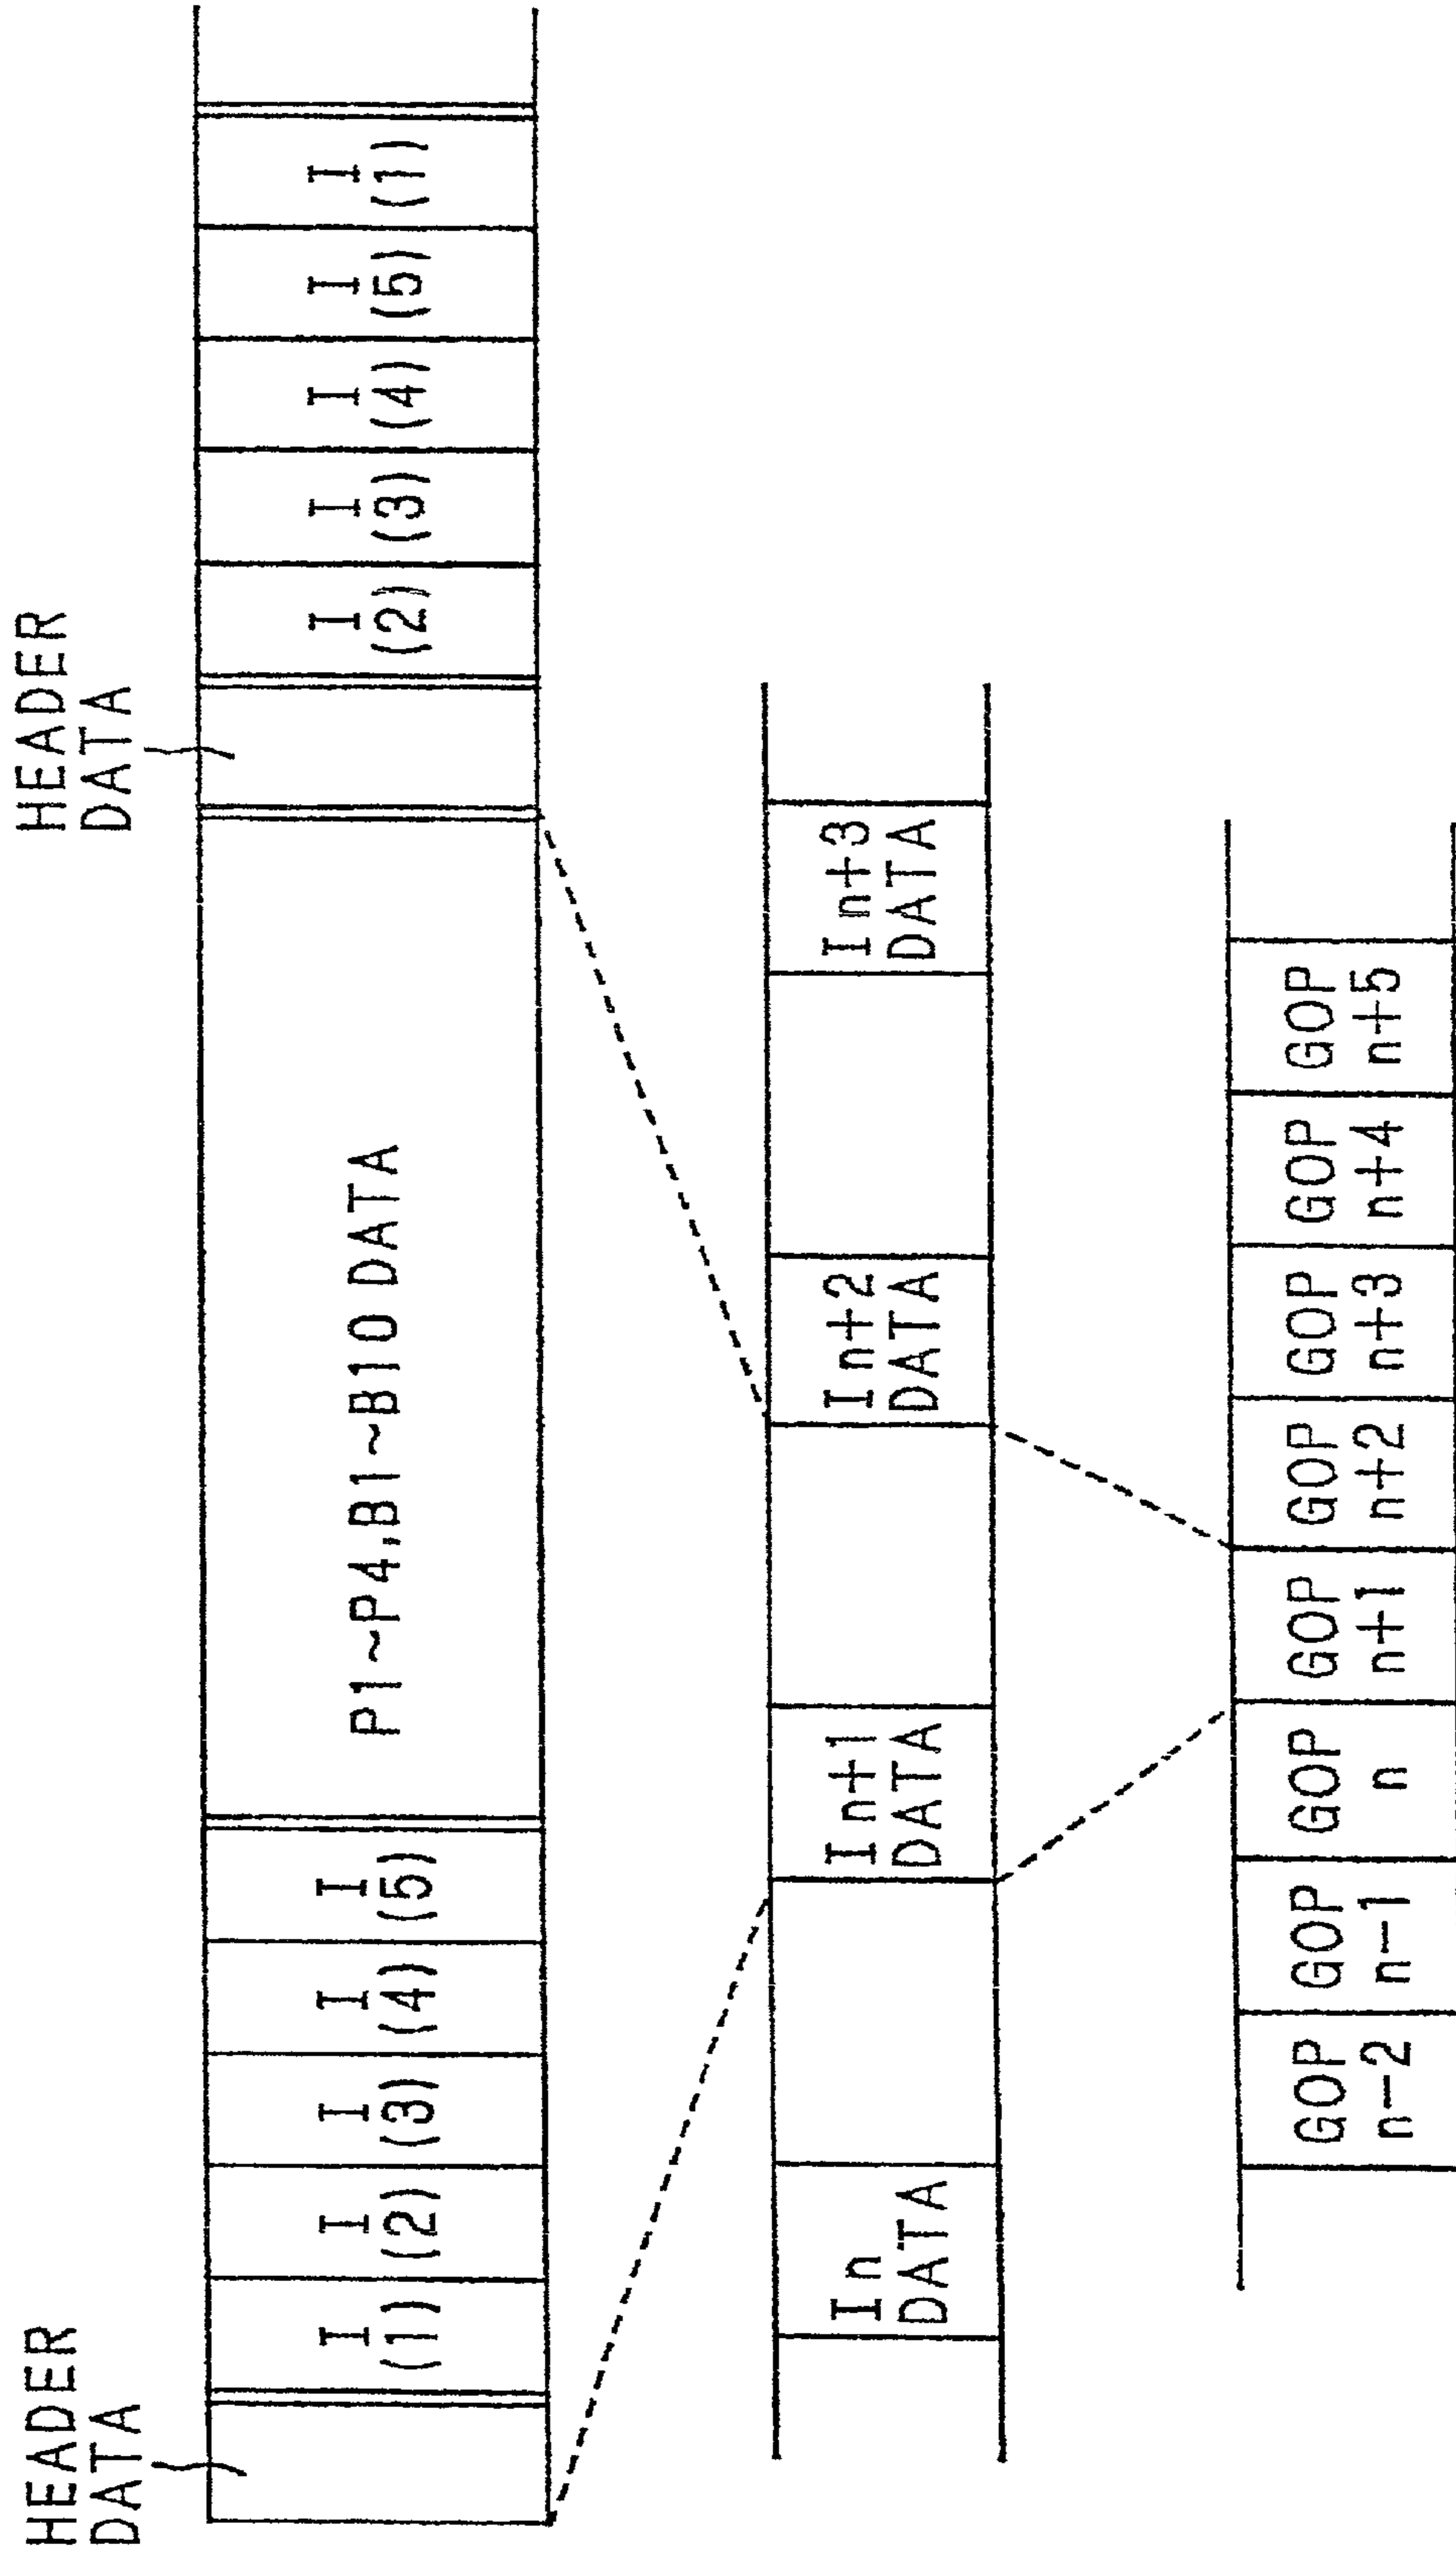 HEADER
DATA
HEADER
DATA
I
(1)
I
(2)
I
(3)
I
(4)
I
(5)
P1~P4,B1~B10 DATA
I
(2)
I
(3)
I
(4)
I
(5)
I
(1)
In
DATA
In+1
DATA
In+2
DATA
In+3
DATA
GOP
n-2
GOP
n-1
GOP
n
GOP
n+1
GOP
n+2
GOP
n+3
GOP
n+4
GOP
n+5